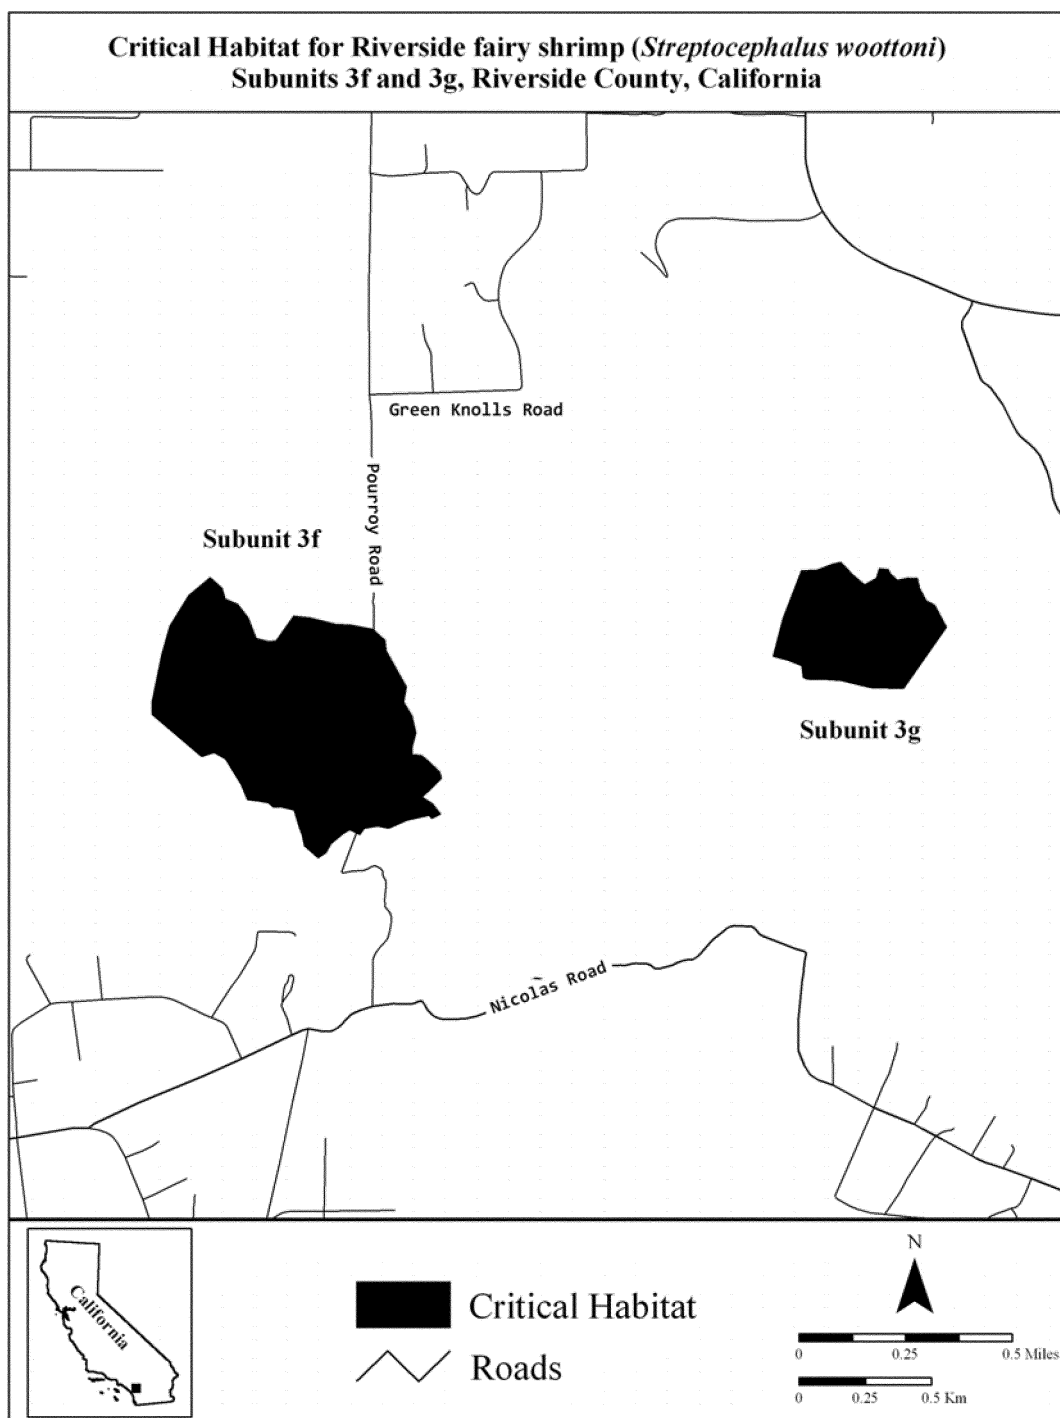 Critical Habitat for Riverside fairy shrimp (Streptocephalus woottoni)
Subunits 3f and 3g, Riverside County, California
Green Knolls Road
Pourroy Road
Subunit 3f
Subunit 3g
Nicolas Road
California
Critical Habitat
Roads
N
0 0.25 0.5 Miles
0 0.25 0.5 Km